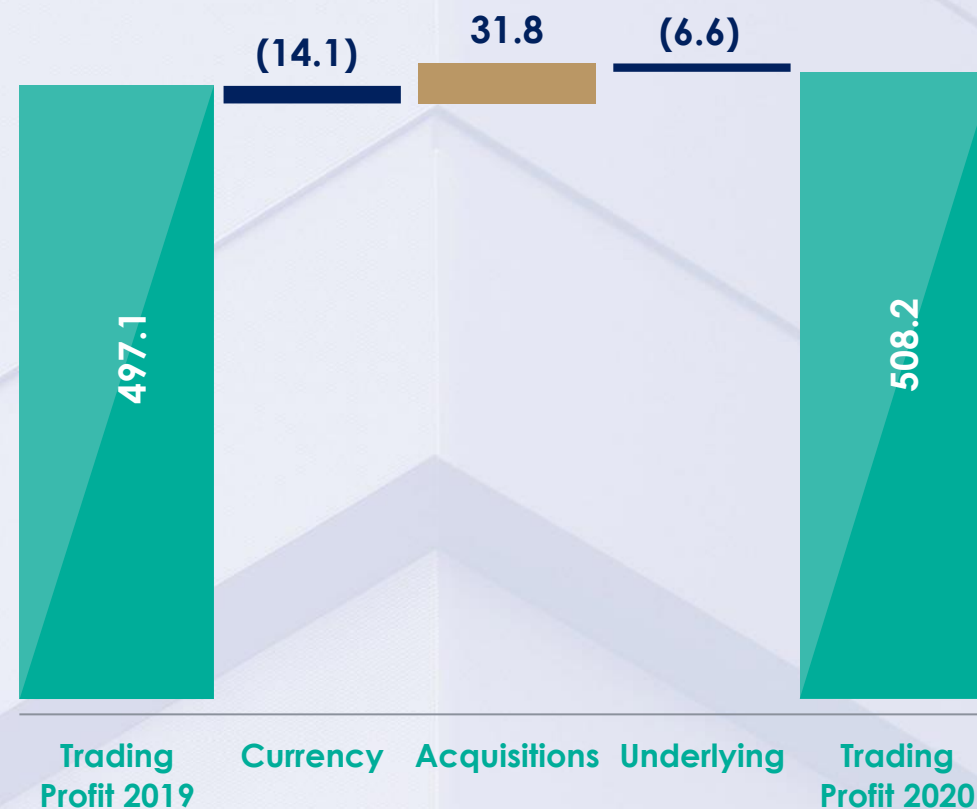 (14.1)
31.8
(6.6)
497.1
508.2
Trading
Profit 2019
Currency
Acquisitions
Underlying
Trading
Profit 2020